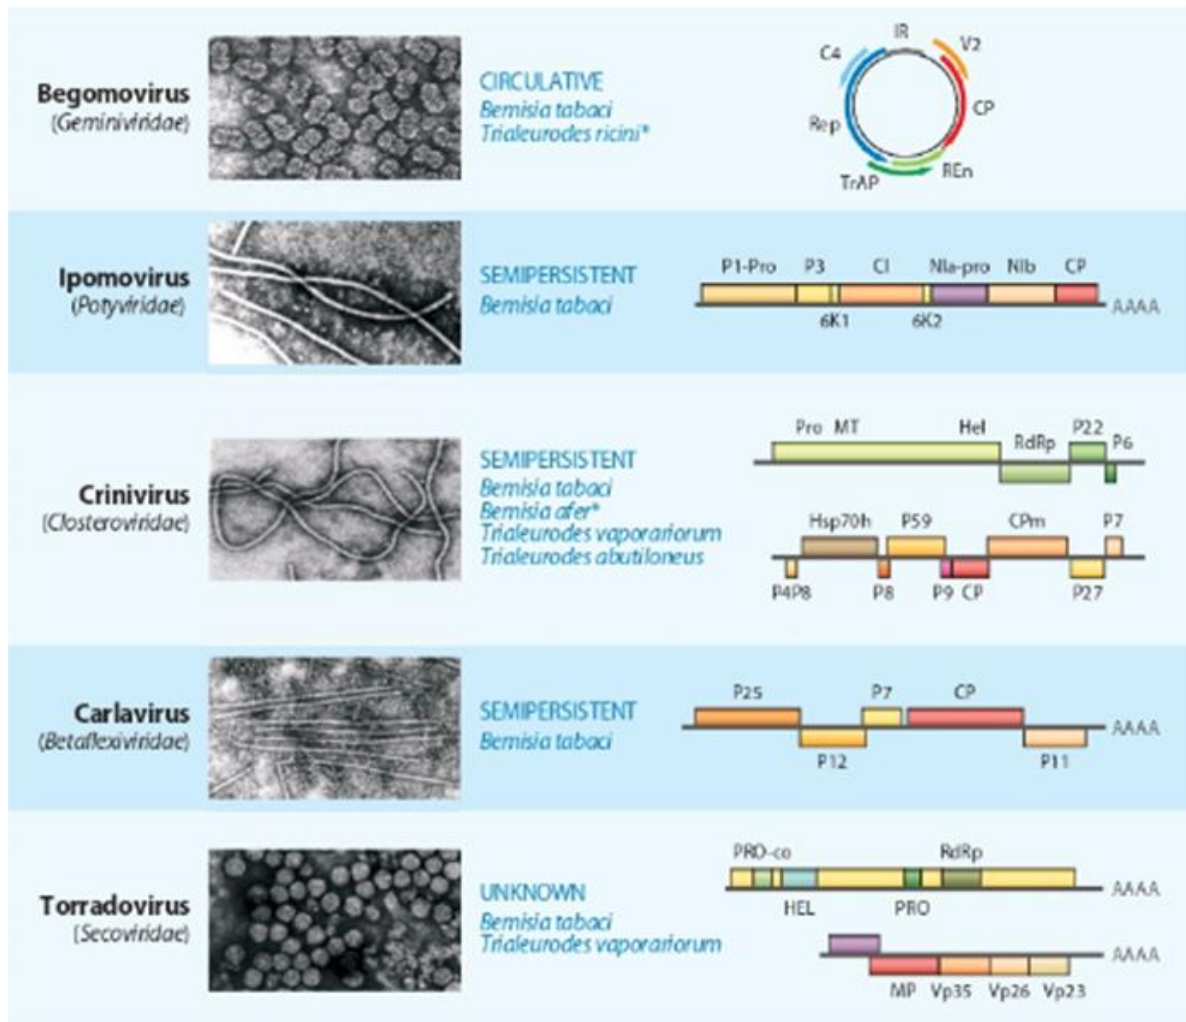 Begomovirus
(Geminiviridae)
CIRCULATIVE
Bemisia tabaci
Trialeurodes ricini*
IR
C4
V2
CP
Rep
REn
TrAP
Ipomovirus
(Potyviridae)
SEMIPERSISTENT
Bemisia tabaci
P1-Pro P3 CI NIa-pro NIb CP
AAAA
6K1 6K2
Crinivirus
(Closteroviridae)
SEMIPERSISTENT
Bemisia tabaci
Bemisia afer*
Trialeurodes vaporariorum
Trialeurodes abutiloneus
Pro MT Hel RdRp P22 P6
Hsp70h P59 CPm P7
P4P8 P8 P9 CP P27
Carlavirus
(Betaflexiviridae)
SEMIPERSISTENT
Bemisia tabaci
P25 P7 CP
AAAA
P12 P11
Torradovirus
(Secoviridae)
UNKNOWN
Bemisia tabaci
Trialeurodes vaporariorum
PRO-co RdRp
AAAA
HEL PRO
AAAA
MP Vp35 Vp26 Vp23